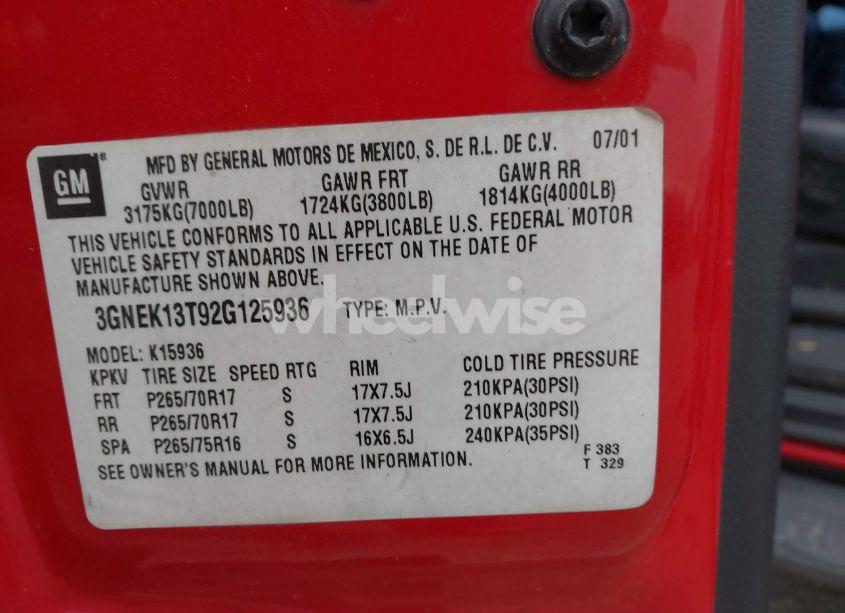 GM
MFD BY GENERAL MOTORS DE MEXICO, S. DE R.L. DE C.V. 07/01
GVWR GAWR FRT GAWR RR
3175KG(7000LB) 1724KG(3800LB) 1814KG(4000LB)
THIS VEHICLE CONFORMS TO ALL APPLICABLE U.S. FEDERAL MOTOR
VEHICLE SAFETY STANDARDS IN EFFECT ON THE DATE OF
MANUFACTURE SHOWN ABOVE.
3GNEK13T92G125936 TYPE: M.P.V.
wheelwise
MODEL: K15936
KPKV TIRE SIZE SPEED RTG RIM COLD TIRE PRESSURE
FRT P265/70R17 S 17X7.5J 210KPA(30PSI)
RR P265/70R17 S 17X7.5J 210KPA(30PSI)
SPA P265/75R16 S 16X6.5J 240KPA(35PSI)
SEE OWNER'S MANUAL FOR MORE INFORMATION.
F 383
T 329